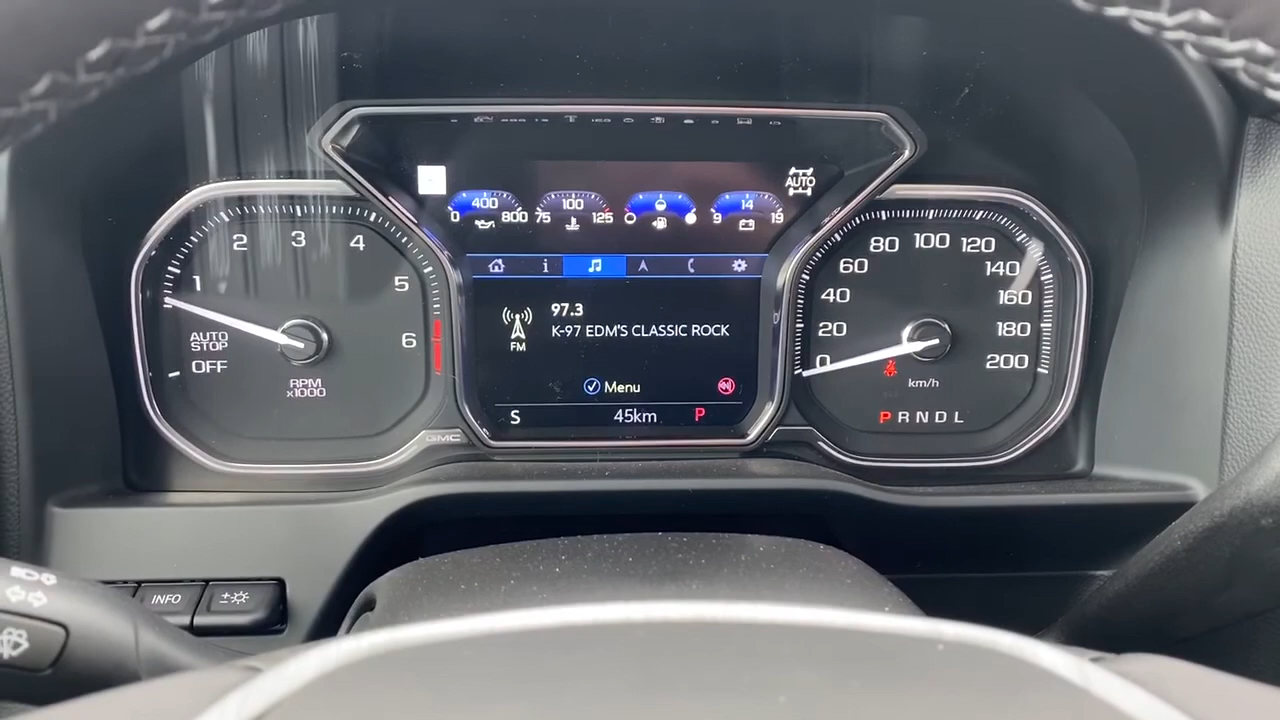 AUTO
400
0 800
75 100 125
9 14 19
1 2 3 4 5 6
AUTO
STOP
OFF
RPM
x1000
GMC
97.3
K-97 EDM'S CLASSIC ROCK
FM
Menu
S 45km P
0 20 40 60 80 100 120 140 160 180 200
km/h
P R N D L
INFO